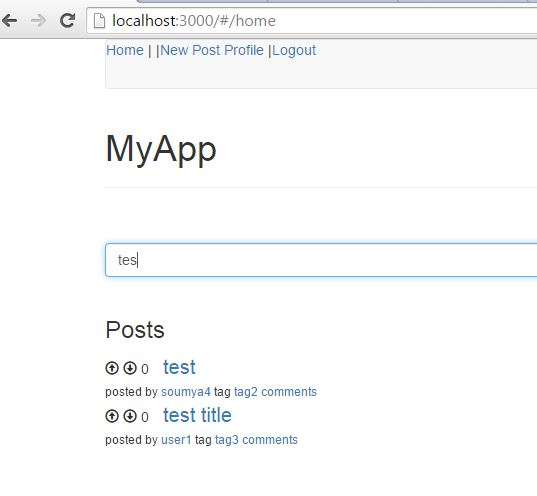 localhost:3000/#/home
Home | |New Post Profile |Logout
MyApp
tes
Posts
0 test
posted by soumya4 tag tag2 comments
0 test title
posted by user1 tag tag3 comments